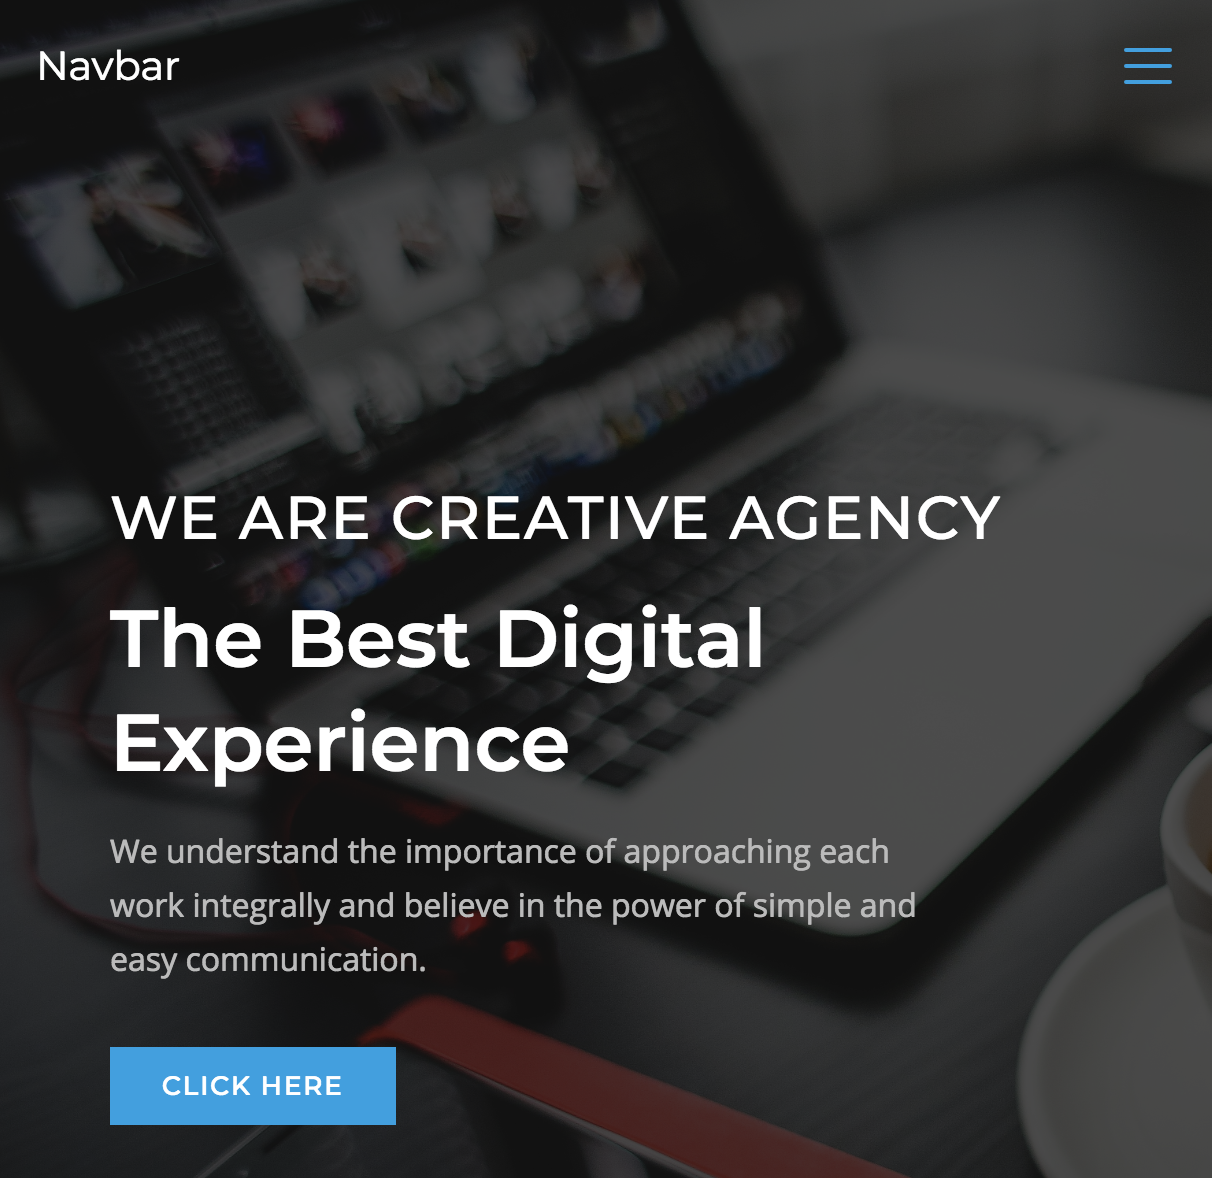 Navbar
WE ARE CREATIVE AGENCY
The Best Digital
Experience
We understand the importance of approaching each
work integrally and believe in the power of simple and
easy communication.
CLICK HERE